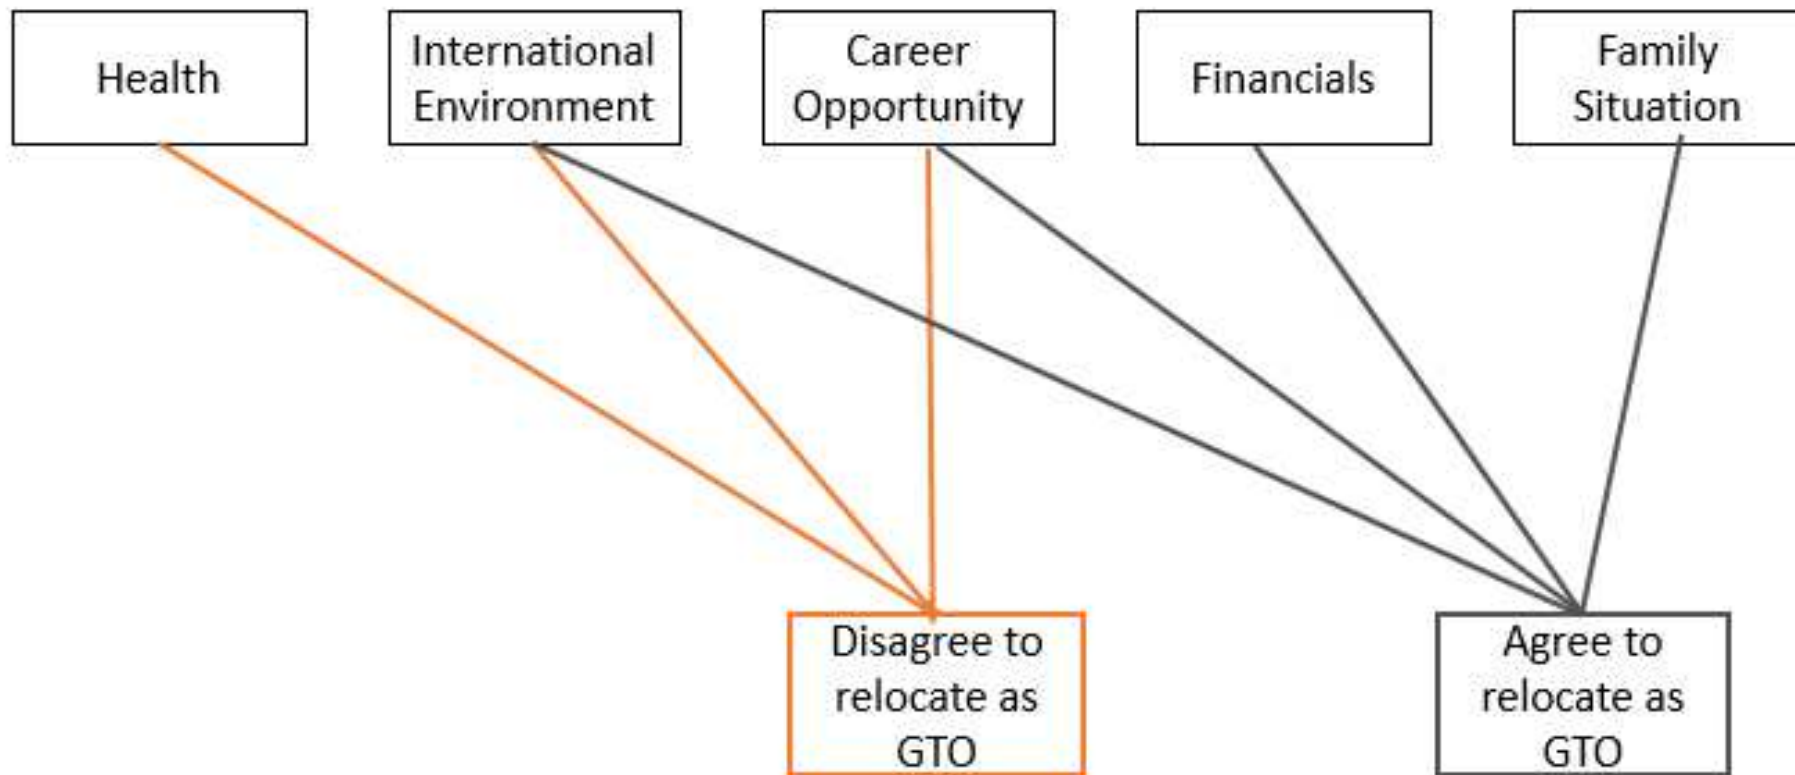 Health
International
Environment
Career
Opportunity
Financials
Family
Situation
Disagree to
relocate as
GTO
Agree to
relocate as
GTO